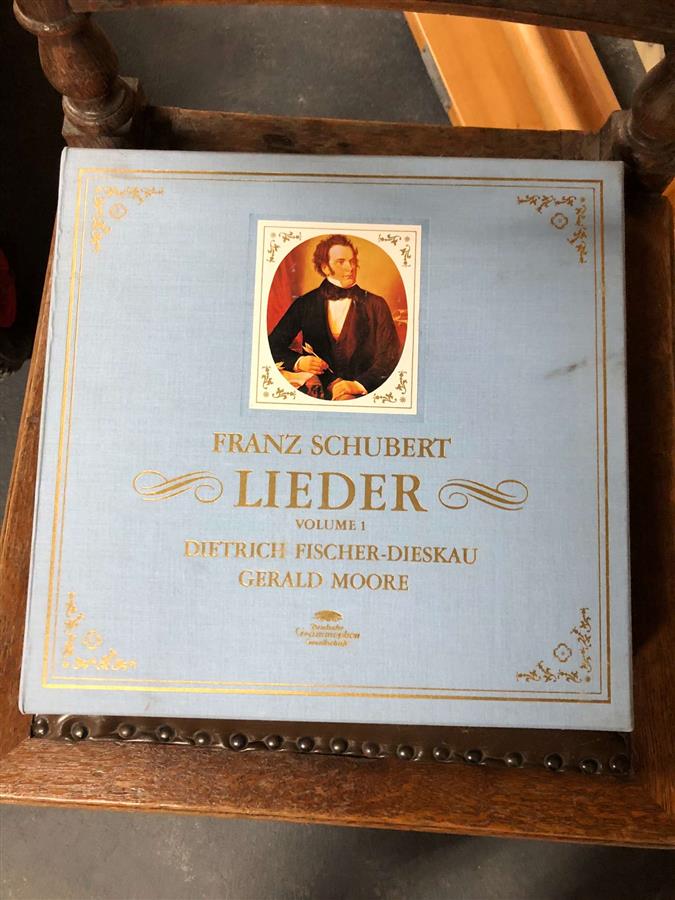 FRANZ SCHUBERT
LIEDER
VOLUME 1
DIETRICH FISCHER-DIESKAU
GERALD MOORE
Deutsche
Grammophon
Gesellschaft